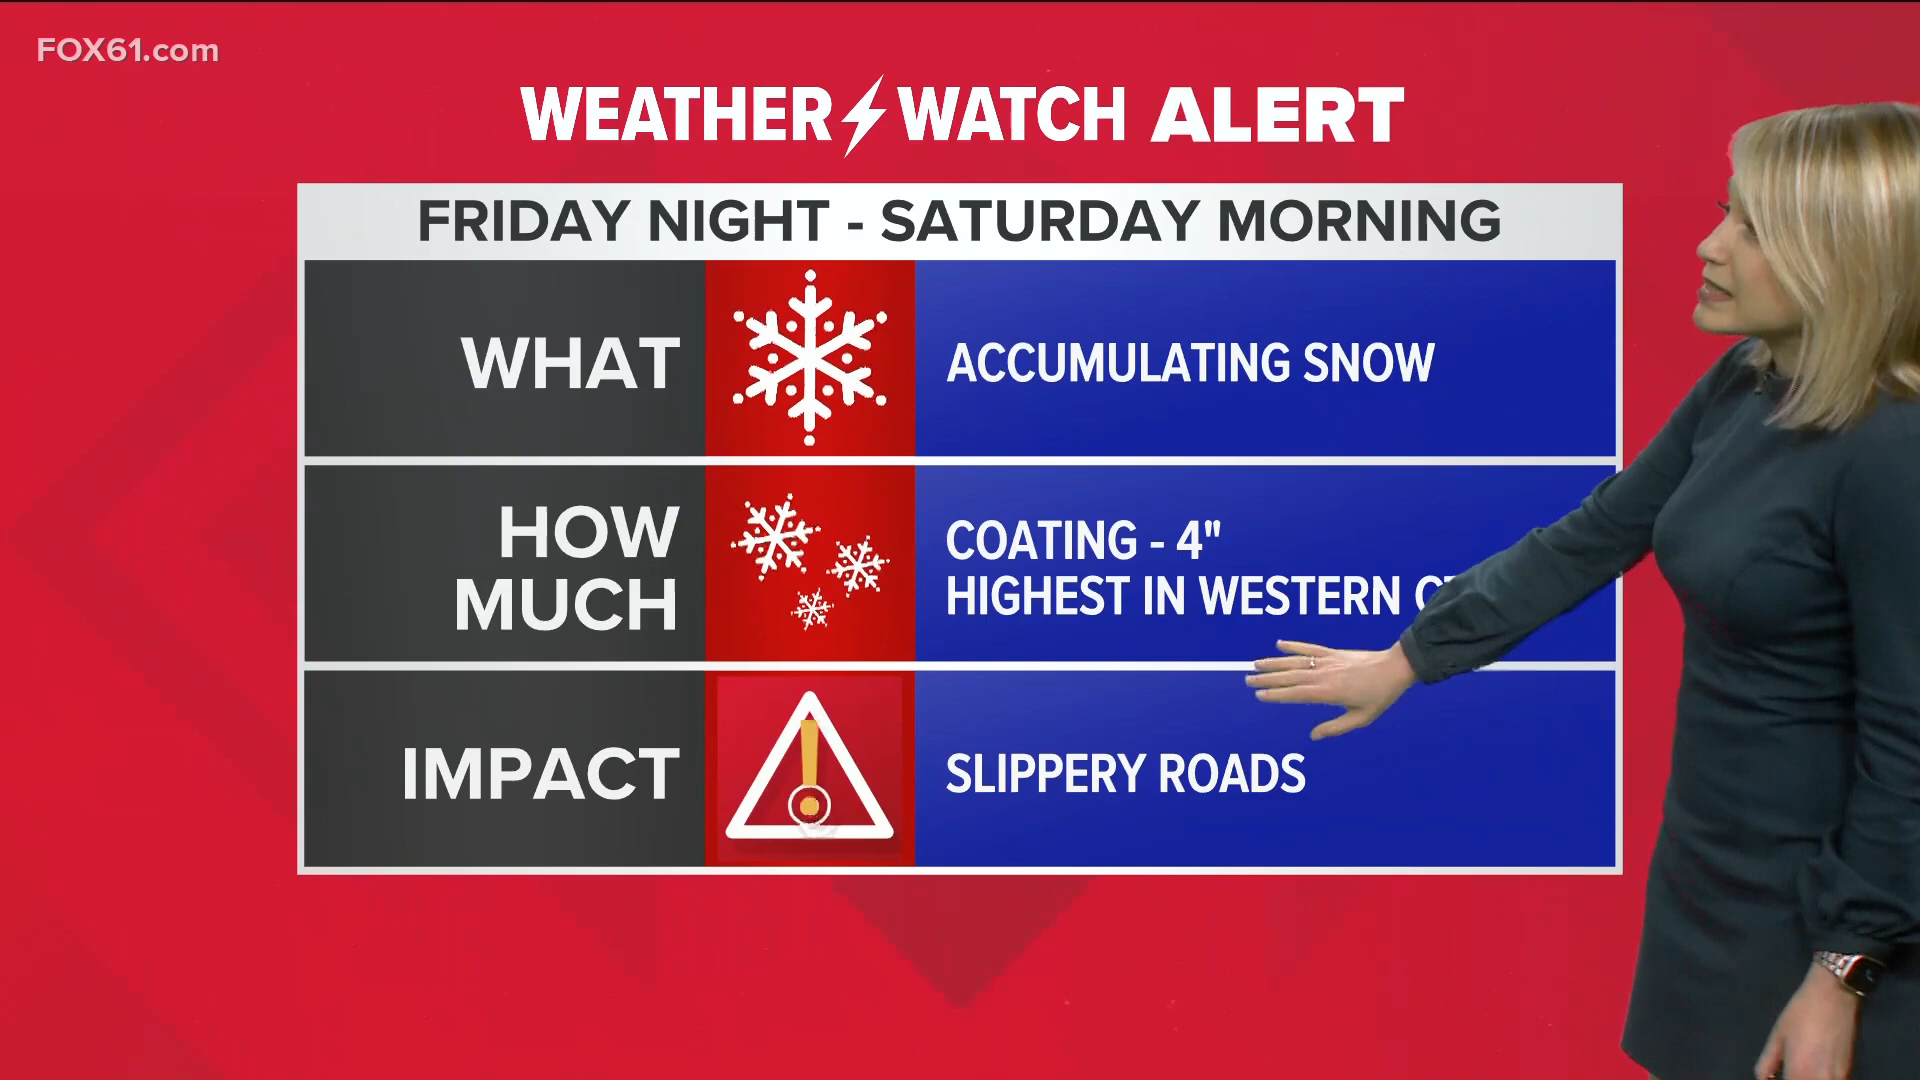 FOX61.com
WEATHER WATCH ALERT
FRIDAY NIGHT - SATURDAY MORNING
WHAT
ACCUMULATING SNOW
HOW
MUCH
COATING - 4"
HIGHEST IN WESTERN CT
IMPACT
SLIPPERY ROADS